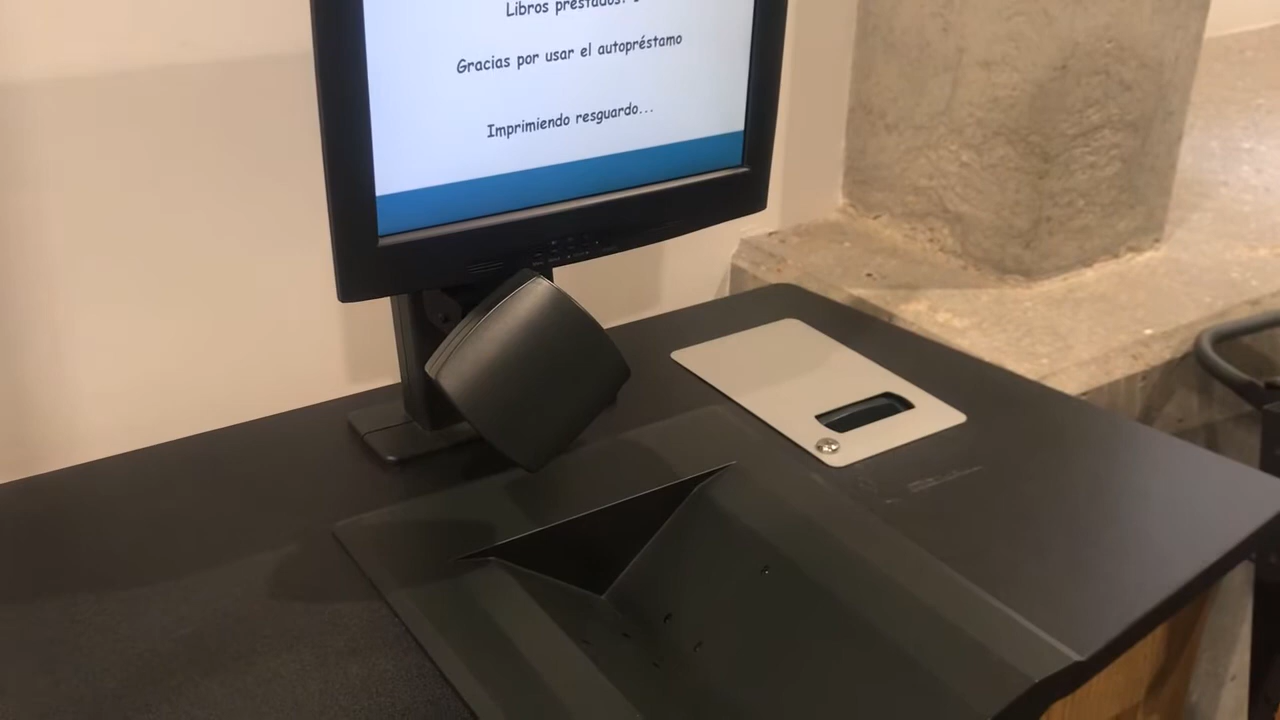 Libros prestados:
Gracias por usar el autopréstamo
Imprimiendo resguardo...